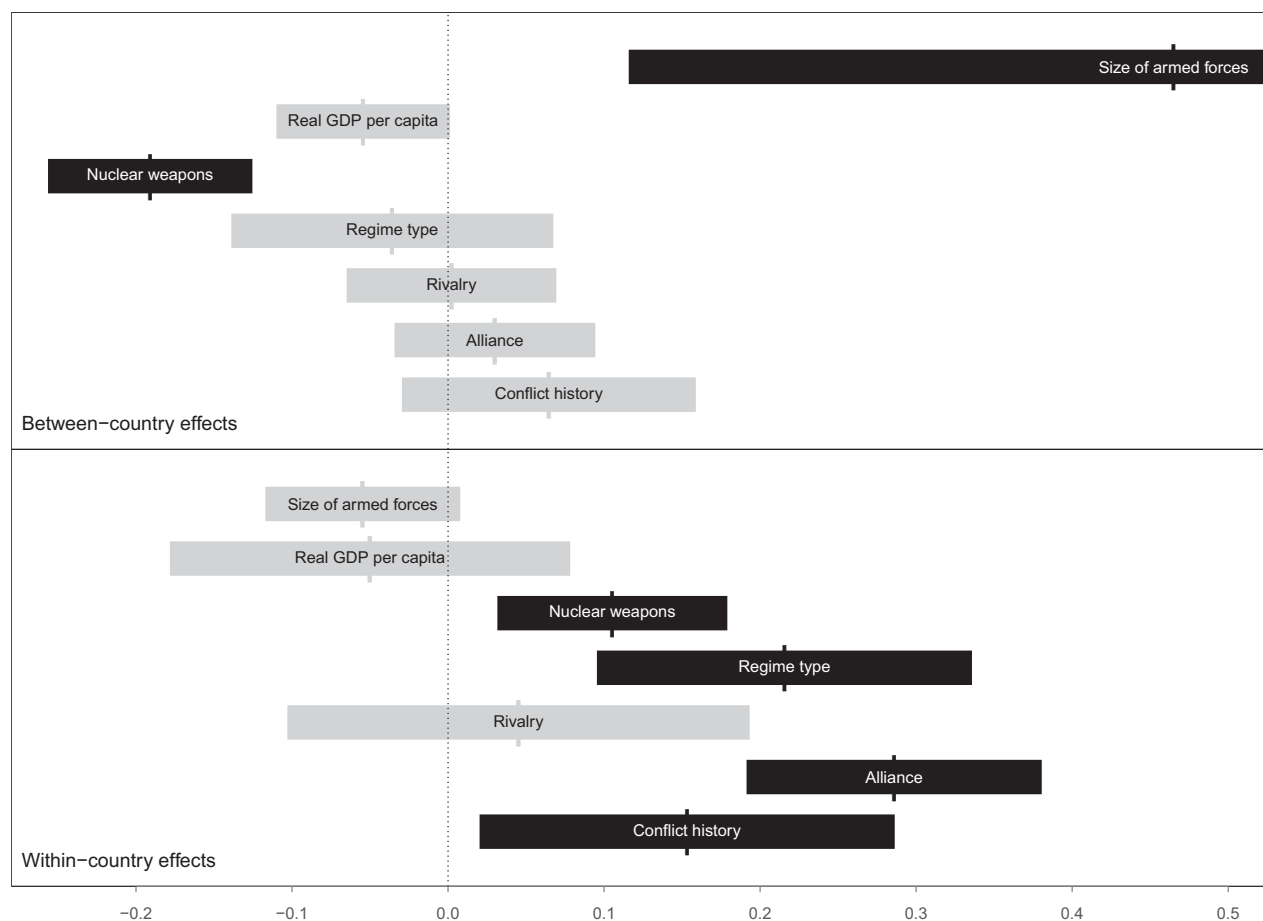 Size of armed forces
Real GDP per capita
Nuclear weapons
Regime type
Rivalry
Alliance
Conflict history
Between−country effects
Size of armed forces
Real GDP per capita
Nuclear weapons
Regime type
Rivalry
Alliance
Conflict history
Within−country effects
−0.2 −0.1 0.0 0.1 0.2 0.3 0.4 0.5